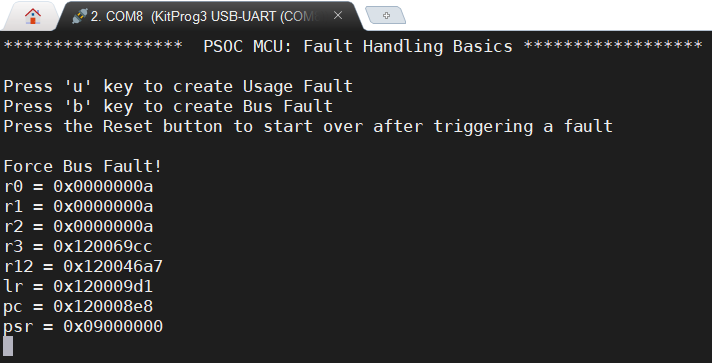 2. COM8 (KitProg3 USB-UART (COM
****************** PSOC MCU: Fault Handling Basics ******************
Press 'u' key to create Usage Fault
Press 'b' key to create Bus Fault
Press the Reset button to start over after triggering a fault
Force Bus Fault!
r0 = 0x0000000a
r1 = 0x0000000a
r2 = 0x0000000a
r3 = 0x120069cc
r12 = 0x120046a7
lr = 0x120009d1
pc = 0x120008e8
psr = 0x09000000